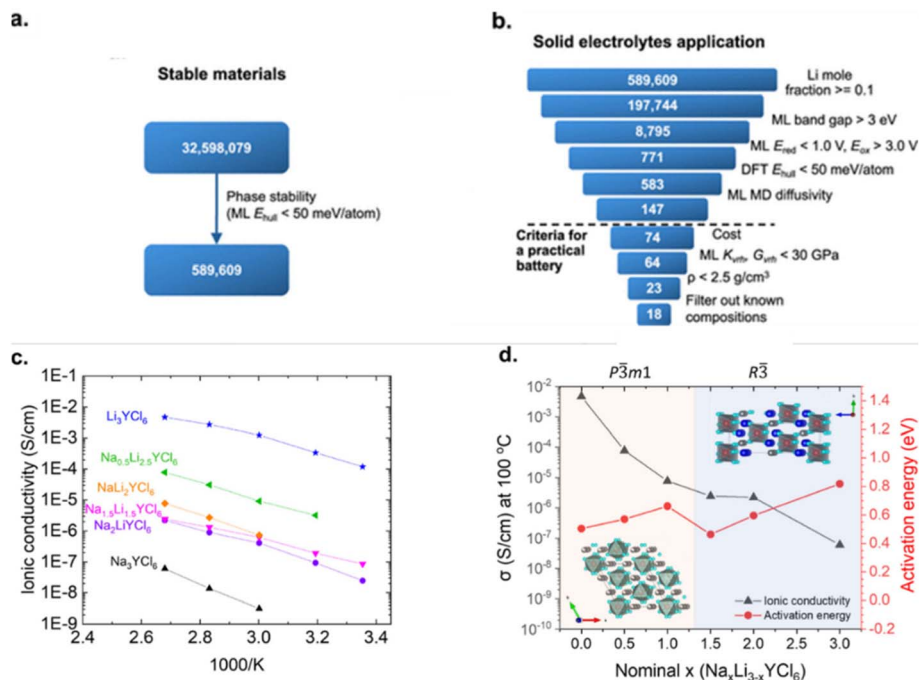 a.
Stable materials
32,598,079
Phase stability
(ML E_hull < 50 meV/atom)
589,609
b.
Solid electrolytes application
589,609
Li mole
fraction >= 0.1
197,744
ML band gap > 3 eV
8,795
ML E_red < 1.0 V, E_ox > 3.0 V
771
DFT E_hull < 50 meV/atom
583
ML MD diffusivity
147
Criteria for
a practical
battery
Cost
74
ML K_vrh, G_vrh < 30 GPa
64
ρ < 2.5 g/cm³
23
Filter out known
compositions
18
c.
Ionic conductivity (S/cm)
1E-1
1E-2
1E-3
1E-4
1E-5
1E-6
1E-7
1E-8
1E-9
Li₃YCl₆
Na₀.₅Li₂.₅YCl₆
NaLi₂YCl₆
Na₁.₅Li₁.₅YCl₆
Na₂LiYCl₆
Na₃YCl₆
2.4 2.6 2.8 3.0 3.2 3.4
1000/K
d.
P3̅m1
R3̅
σ (S/cm) at 100 °C
10⁻²
10⁻³
10⁻⁴
10⁻⁵
10⁻⁶
10⁻⁷
10⁻⁸
10⁻⁹
10⁻¹⁰
1.4
1.2
1.0
0.8
0.6
0.4
0.2
0.0
-0.2
Activation energy (eV)
Ionic conductivity
Activation energy
0.0 0.5 1.0 1.5 2.0 2.5 3.0
Nominal x (NaₓLi₃₋ₓYCl₆)